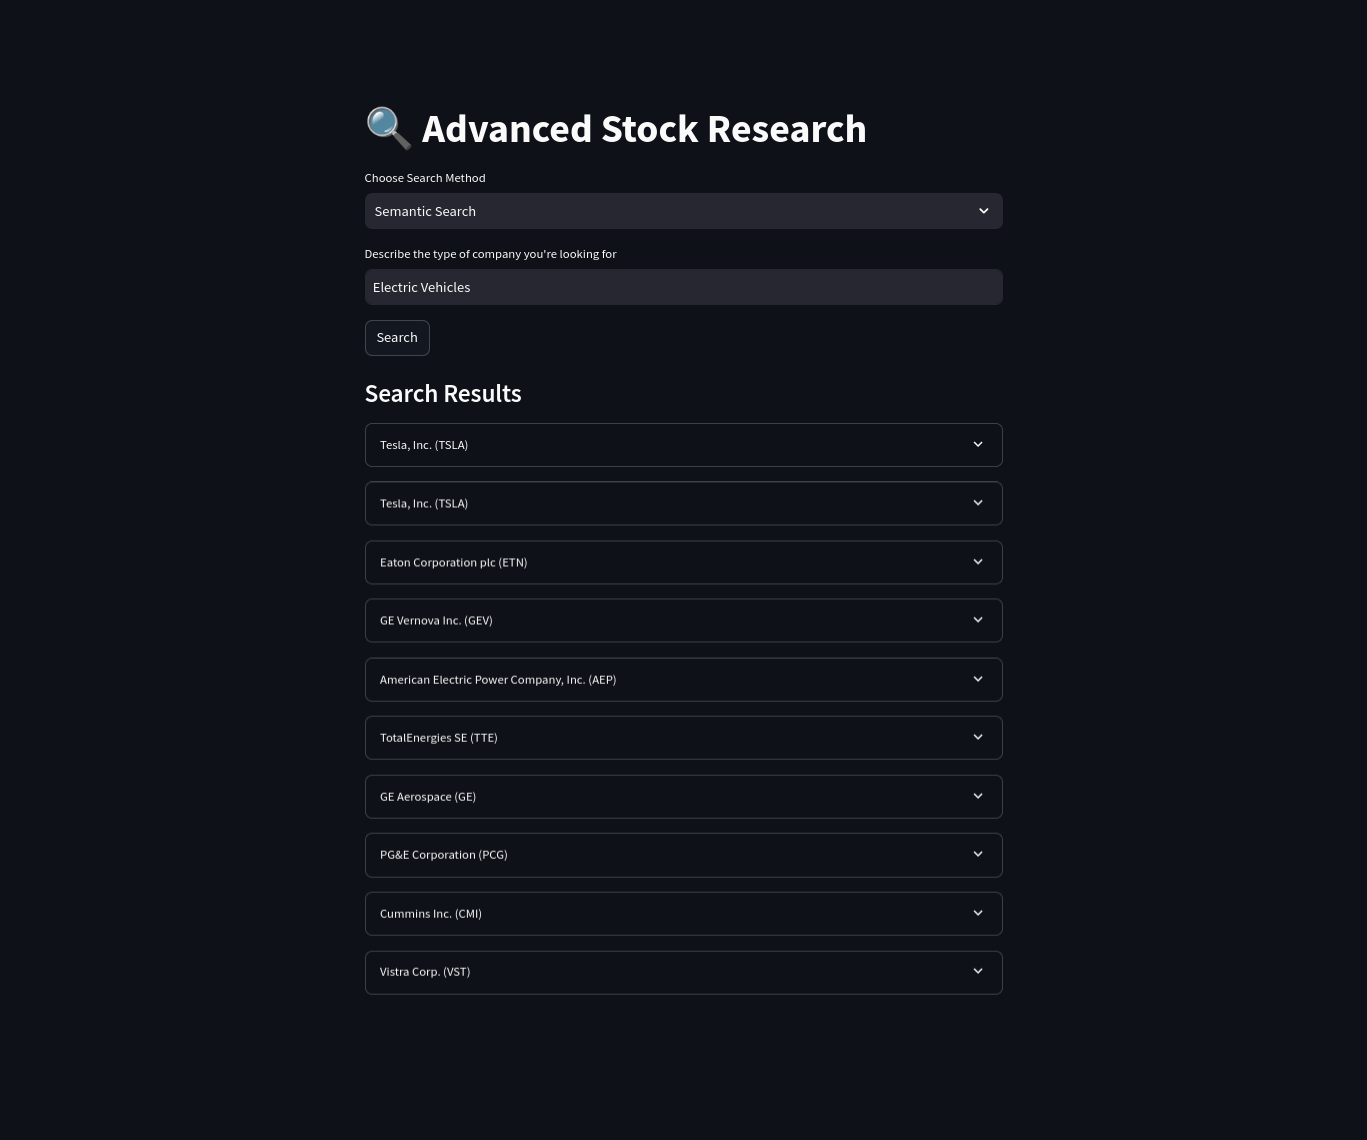 Advanced Stock Research
Choose Search Method
Semantic Search
Describe the type of company you're looking for
Electric Vehicles
Search
Search Results
Tesla, Inc. (TSLA)
Tesla, Inc. (TSLA)
Eaton Corporation plc (ETN)
GE Vernova Inc. (GEV)
American Electric Power Company, Inc. (AEP)
TotalEnergies SE (TTE)
GE Aerospace (GE)
PG&E Corporation (PCG)
Cummins Inc. (CMI)
Vistra Corp. (VST)